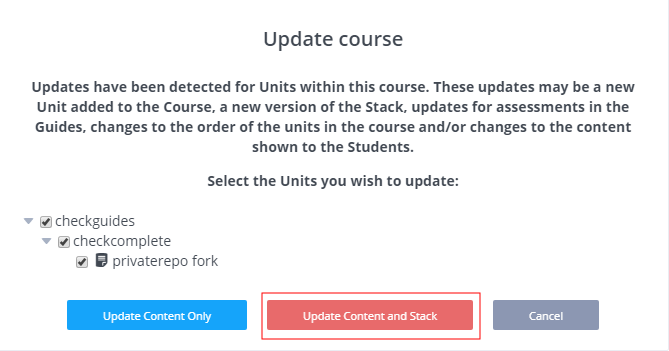 Update course
Updates have been detected for Units within this course. These updates may be a new
Unit added to the Course, a new version of the Stack, updates for assessments in the
Guides, changes to the order of the units in the course and/or changes to the content
shown to the Students.
Select the Units you wish to update:
checkguides
checkcomplete
privaterepo fork
Update Content Only
Update Content and Stack
Cancel